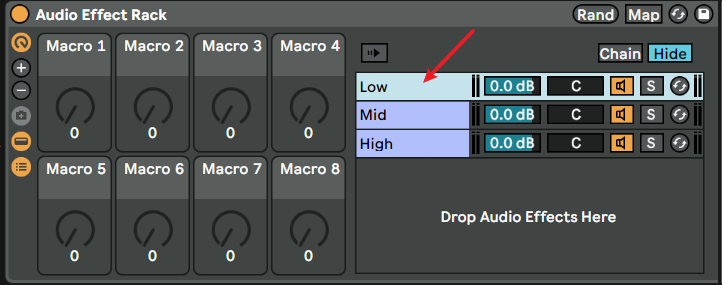 Audio Effect Rack Rand Map
Macro 1 Macro 2 Macro 3 Macro 4
0 0 0 0
Macro 5 Macro 6 Macro 7 Macro 8
0 0 0 0
Chain Hide
Low 0.0 dB C S
Mid 0.0 dB C S
High 0.0 dB C S
Drop Audio Effects Here